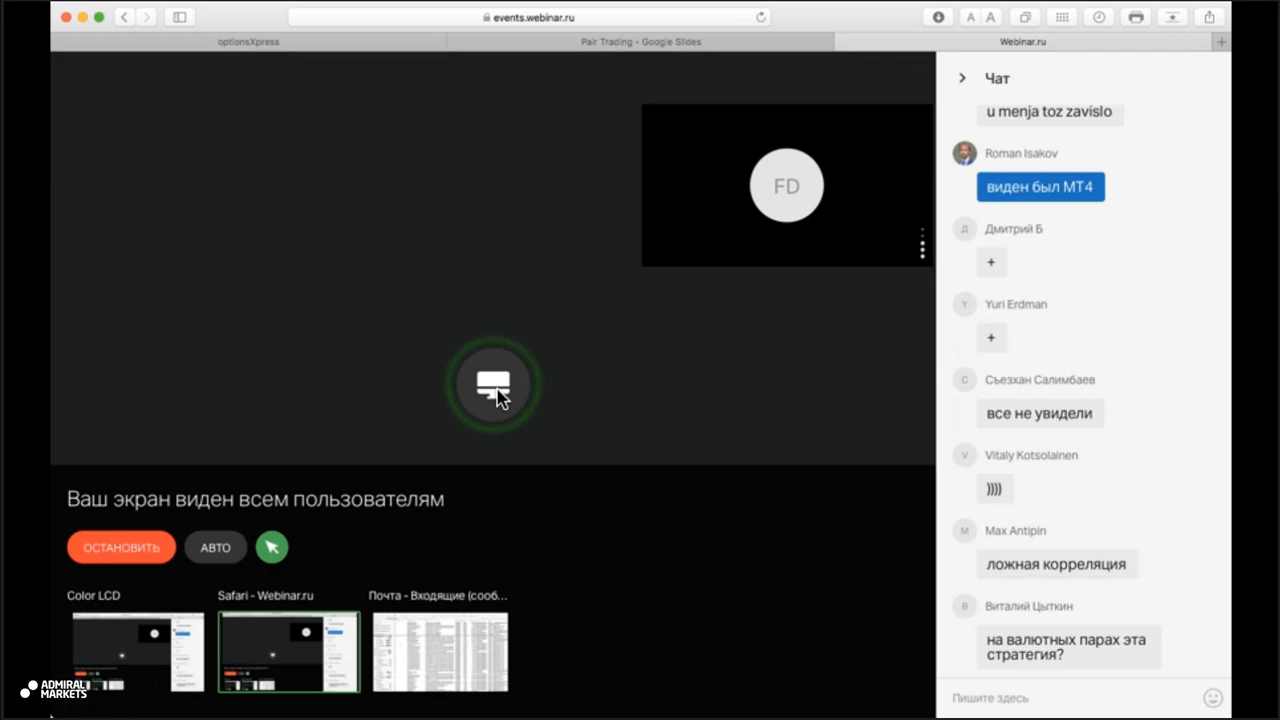 events.webinar.ru
A A
optionsXpress
Pair Trading - Google Slides
Webinar.ru
FD
Ваш экран виден всем пользователям
ОСТАНОВИТЬ
АВТО
Color LCD
Safari - Webinar.ru
Почта - Входящие (сооб...
ADMIRAL
MARKETS
Чат
u menja toz zavislo
Roman Isakov
виден был МТ4
Д
Дмитрий Б
+
Y
Yuri Erdman
+
С
Съезхан Салимбаев
все не увидели
V
Vitaly Kotsolainen
))))
M
Max Antipin
ложная корреляция
В
Виталий Цыткин
на валютных парах эта
стратегия?
Пишите здесь